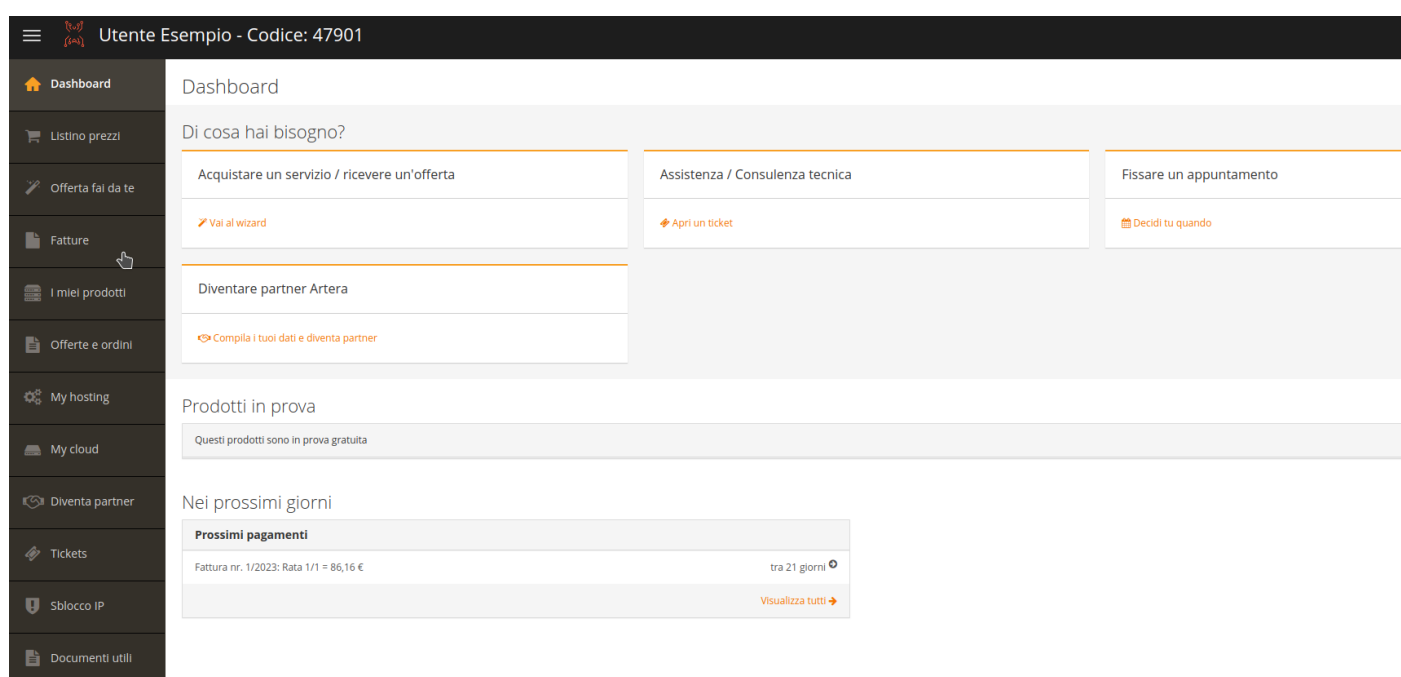 Utente Esempio - Codice: 47901
Dashboard
Listino prezzi
Offerta fai da te
Fatture
I miei prodotti
Offerte e ordini
My hosting
My cloud
Diventa partner
Tickets
Sblocco IP
Documenti utili
Dashboard
Di cosa hai bisogno?
Acquistare un servizio / ricevere un'offerta
Vai al wizard
Assistenza / Consulenza tecnica
Apri un ticket
Fissare un appuntamento
Decidi tu quando
Diventare partner Artera
Compila i tuoi dati e diventa partner
Prodotti in prova
Questi prodotti sono in prova gratuita
Nei prossimi giorni
Prossimi pagamenti
Fattura nr. 1/2023: Rata 1/1 = 86,16 € tra 21 giorni
Visualizza tutti